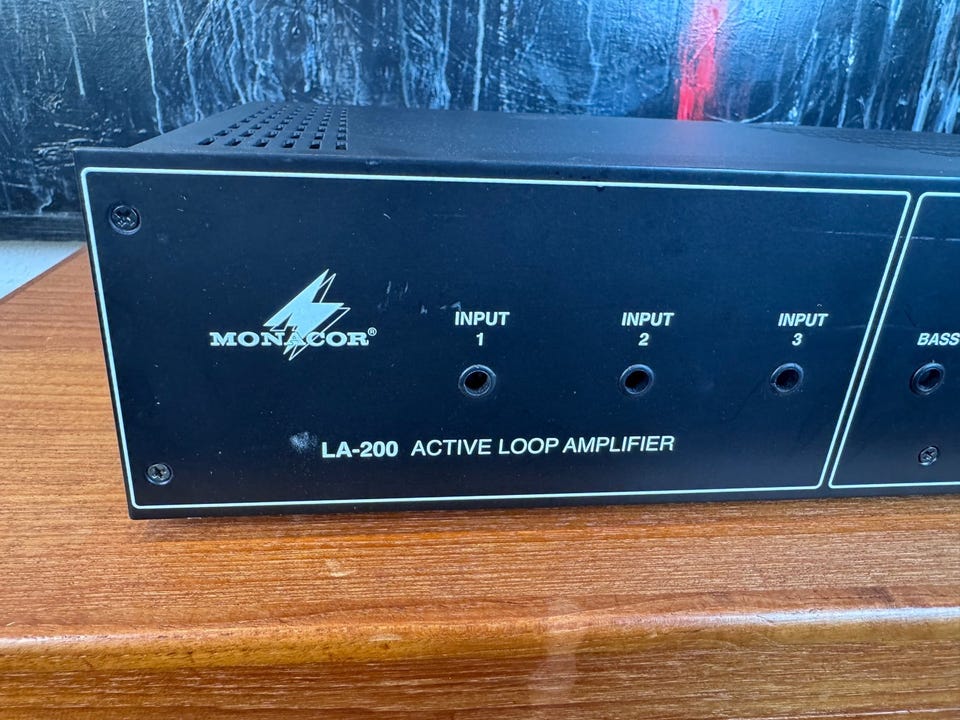 MONACOR®
INPUT
1
INPUT
2
INPUT
3
BASS
LA-200 ACTIVE LOOP AMPLIFIER